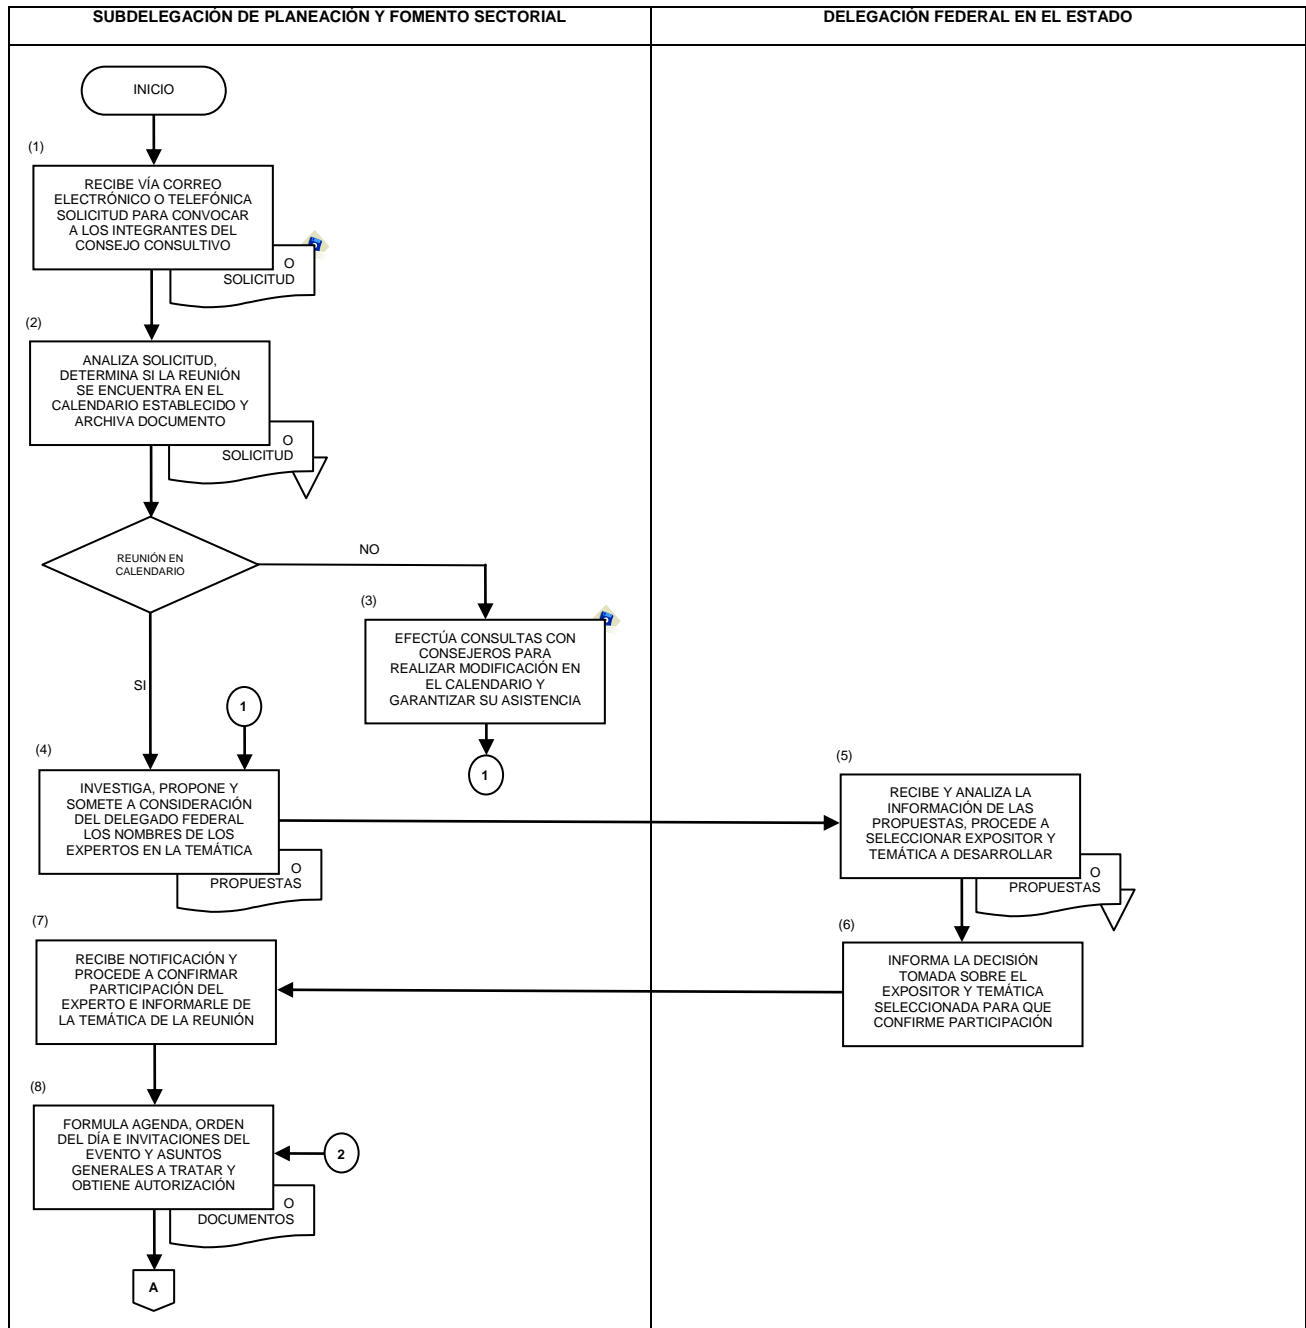 SUBDELEGACIÓN DE PLANEACIÓN Y FOMENTO SECTORIAL
DELEGACIÓN FEDERAL EN EL ESTADO
INICIO
(1)
RECIBE VÍA CORREO
ELECTRÓNICO O TELEFÓNICA
SOLICITUD PARA CONVOCAR
A LOS INTEGRANTES DEL
CONSEJO CONSULTIVO
O
SOLICITUD
(2)
ANALIZA SOLICITUD,
DETERMINA SI LA REUNIÓN
SE ENCUENTRA EN EL
CALENDARIO ESTABLECIDO Y
ARCHIVA DOCUMENTO
O
SOLICITUD
REUNIÓN EN
CALENDARIO
NO
(3)
EFECTÚA CONSULTAS CON
CONSEJEROS PARA
REALIZAR MODIFICACIÓN EN
EL CALENDARIO Y
GARANTIZAR SU ASISTENCIA
1
SI
1
(4)
INVESTIGA, PROPONE Y
SOMETE A CONSIDERACIÓN
DEL DELEGADO FEDERAL
LOS NOMBRES DE LOS
EXPERTOS EN LA TEMÁTICA
O
PROPUESTAS
(5)
RECIBE Y ANALIZA LA
INFORMACIÓN DE LAS
PROPUESTAS, PROCEDE A
SELECCIONAR EXPOSITOR Y
TEMÁTICA A DESARROLLAR
O
PROPUESTAS
(6)
INFORMA LA DECISIÓN
TOMADA SOBRE EL
EXPOSITOR Y TEMÁTICA
SELECCIONADA PARA QUE
CONFIRME PARTICIPACIÓN
(7)
RECIBE NOTIFICACIÓN Y
PROCEDE A CONFIRMAR
PARTICIPACIÓN DEL
EXPERTO E INFORMARLE DE
LA TEMÁTICA DE LA REUNIÓN
(8)
FORMULA AGENDA, ORDEN
DEL DÍA E INVITACIONES DEL
EVENTO Y ASUNTOS
GENERALES A TRATAR Y
OBTIENE AUTORIZACIÓN
2
O
DOCUMENTOS
A